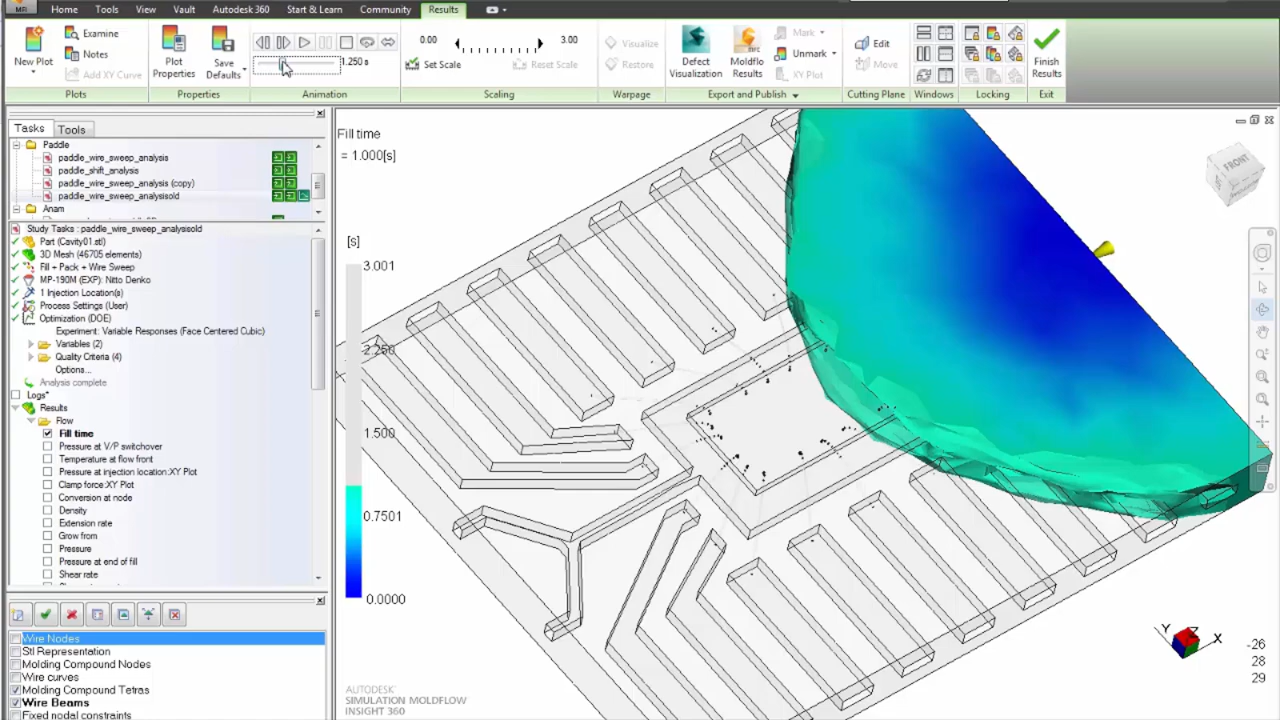 MR Home Tools View Vault Autodesk 360 Start & Learn Community Results
Examine
Notes
Add XY Curve
New Plot
Plot Properties
Save Defaults
1.250 s
0.00 3.00
Set Scale Reset Scale
Visualize
Restore
Defect Visualization
Moldflo Results
Mark
Unmark
XY Plot
Edit
Move
Finish Results
Plots Properties Animation Scaling Warpage Export and Publish Cutting Plane Windows Locking Exit
Tasks Tools
Paddle
paddle_wire_sweep_analysis
paddle_shift_analysis
paddle_wire_sweep_analysis (copy)
paddle_wire_sweep_analysisold
Anam
Study Tasks : paddle_wire_sweep_analysisold
Part (Cavity01.stl)
3D Mesh (46705 elements)
Fill + Pack + Wire Sweep
MP-190M (EXP): Nitto Denko
1 Injection Location(s)
Process Settings (User)
Optimization (DOE)
Experiment: Variable Responses (Face Centered Cubic)
Variables (2)
Quality Criteria (4)
Options...
Analysis complete
Logs*
Results
Flow
Fill time
Pressure at V/P switchover
Temperature at flow front
Pressure at injection location:XY Plot
Clamp force:XY Plot
Conversion at node
Density
Extension rate
Grow from
Pressure
Pressure at end of fill
Shear rate
Wire Nodes
Stl Representation
Molding Compound Nodes
Wire curves
Molding Compound Tetras
Wire Beams
Fixed nodal constraints
Fill time
= 1.000[s]
[s]
3.001
2.250
1.500
0.7501
0.0000
FRONT
AUTODESK
SIMULATION MOLDFLOW
INSIGHT 360
Y Z X
-26
28
29